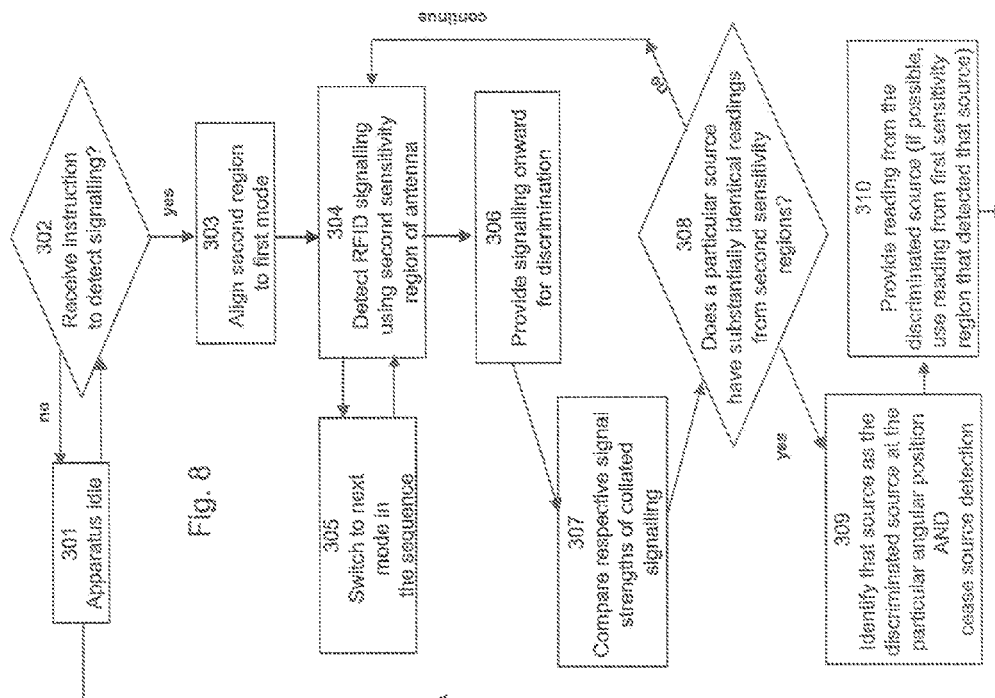 301
Apparatus idle
no
302
Receive instruction
to detect signalling?
yes
303
Align second region
to first mode
304
Detect RFID signalling
using second sensitivity
region of antenna
305
Switch to next
mode in
the sequence
306
Provide signalling onward
for discrimination
307
Compare respective signal
strengths of collated
signalling
308
Does a particular source
have substantially identical readings
from second sensitivity
regions?
no
continue
yes
309
Identify that source as the
discriminated source at the
particular angular position
AND
cease source detection
310
Provide reading from the
discriminated source (if possible,
use reading from first sensitivity
region that detected that source)
Fig. 8